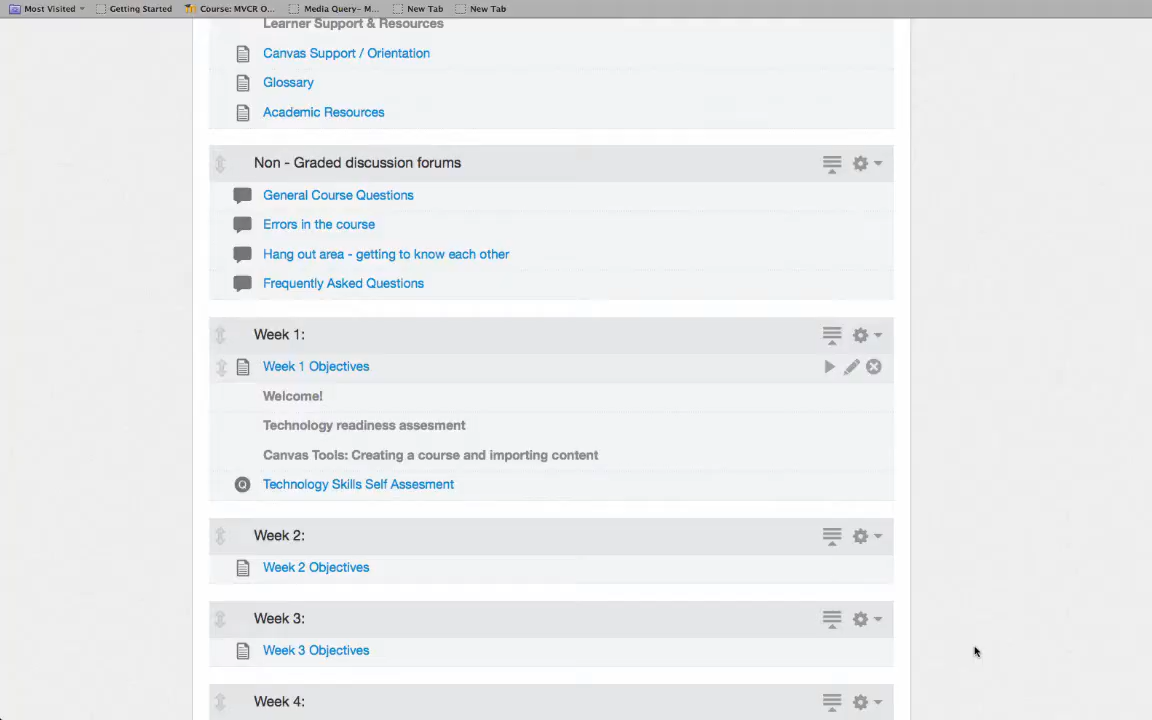 Most Visited Getting Started Course: MVCR O... Media Query– M... New Tab New Tab
Learner Support & Resources
Canvas Support / Orientation
Glossary
Academic Resources
Non - Graded discussion forums
General Course Questions
Errors in the course
Hang out area - getting to know each other
Frequently Asked Questions
Week 1:
Week 1 Objectives
Welcome!
Technology readiness assesment
Canvas Tools: Creating a course and importing content
Q Technology Skills Self Assesment
Week 2:
Week 2 Objectives
Week 3:
Week 3 Objectives
Week 4: